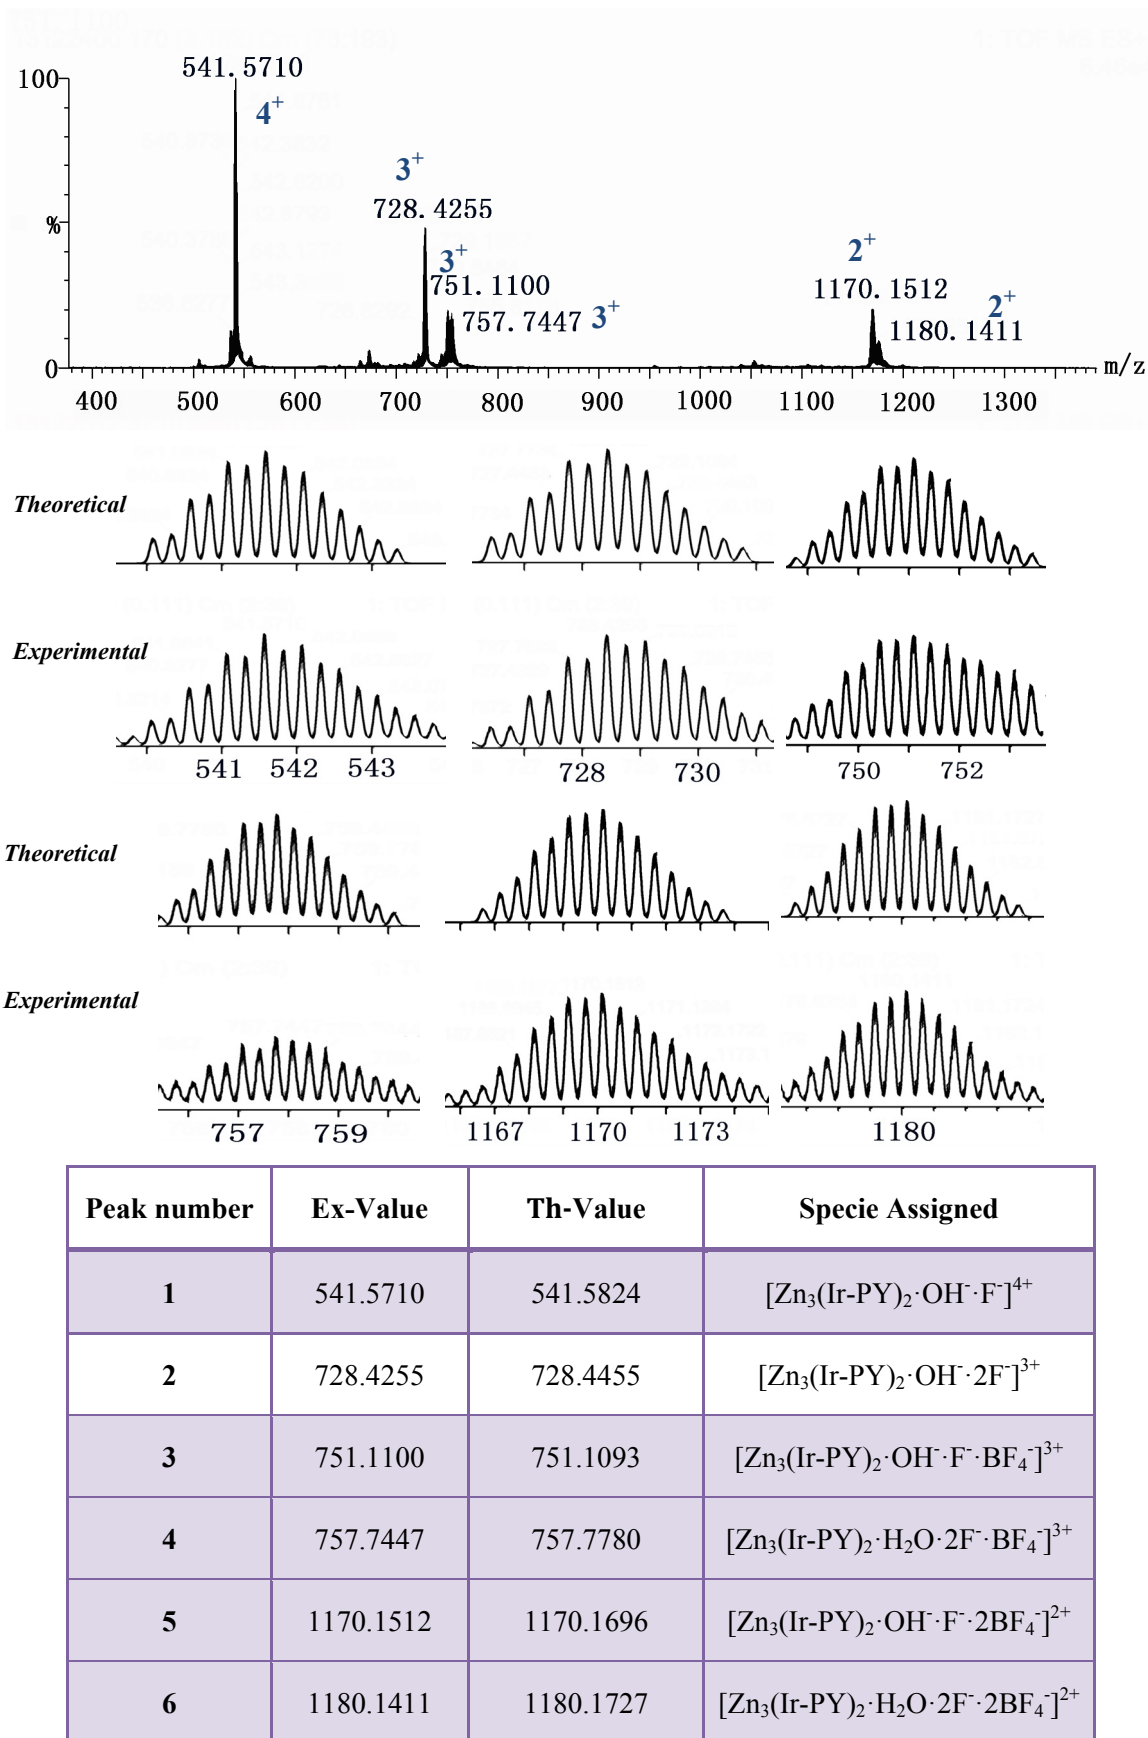 541.5710
100
4+
3+
728.4255
%
3+
751.1100
757.7447 3+
2+
1170.1512
2+
1180.1411
0
m/z
400 500 600 700 800 900 1000 1100 1200 1300
Theoretical
Experimental
541 542 543 728 730 750 752
Theoretical
Experimental
757 759 1167 1170 1173 1180
Peak number Ex-Value Th-Value Specie Assigned
1 541.5710 541.5824 [Zn₃(Ir-PY)₂·OH⁻·F⁻]⁴⁺
2 728.4255 728.4455 [Zn₃(Ir-PY)₂·OH⁻·2F⁻]³⁺
3 751.1100 751.1093 [Zn₃(Ir-PY)₂·OH⁻·F⁻·BF₄⁻]³⁺
4 757.7447 757.7780 [Zn₃(Ir-PY)₂·H₂O·2F⁻·BF₄⁻]³⁺
5 1170.1512 1170.1696 [Zn₃(Ir-PY)₂·OH⁻·F⁻·2BF₄⁻]²⁺
6 1180.1411 1180.1727 [Zn₃(Ir-PY)₂·H₂O·2F⁻·2BF₄⁻]²⁺